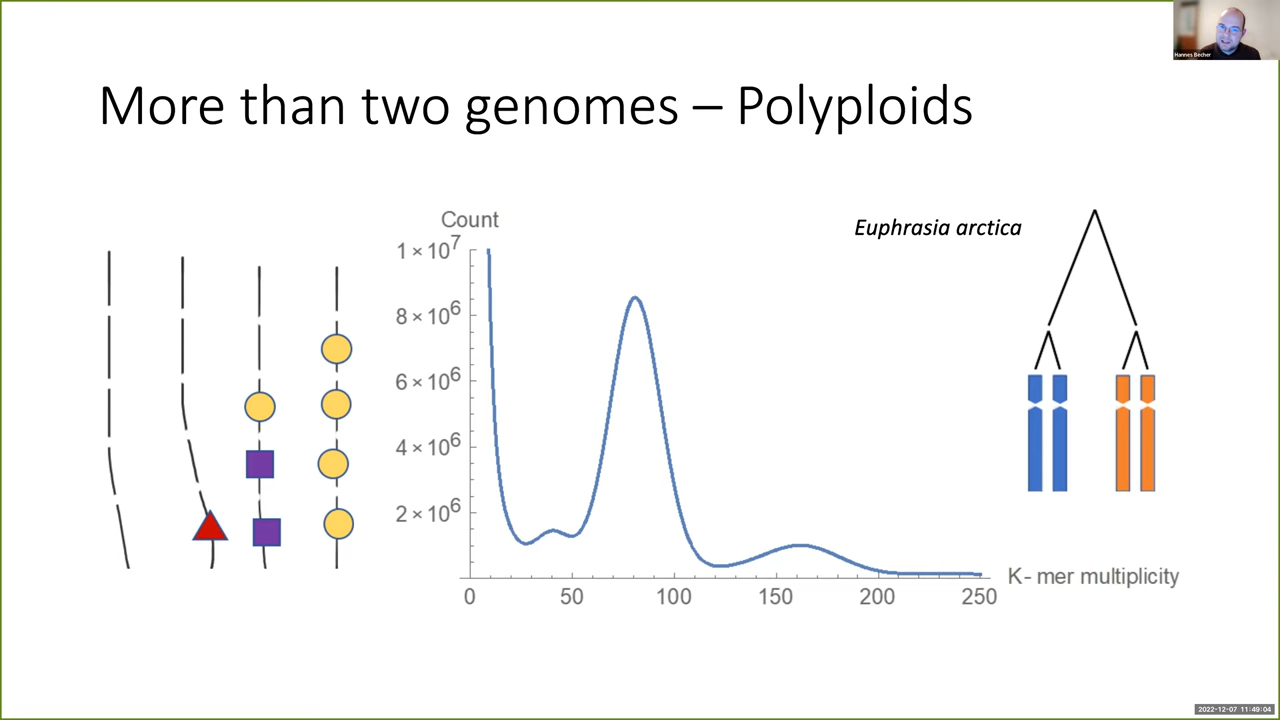 Hannes Becher
More than two genomes – Polyploids
Count
Euphrasia arctica
1 × 10⁷
8 × 10⁶
6 × 10⁶
4 × 10⁶
2 × 10⁶
K- mer multiplicity
0 50 100 150 200 250
2022-12-07 11:49:04